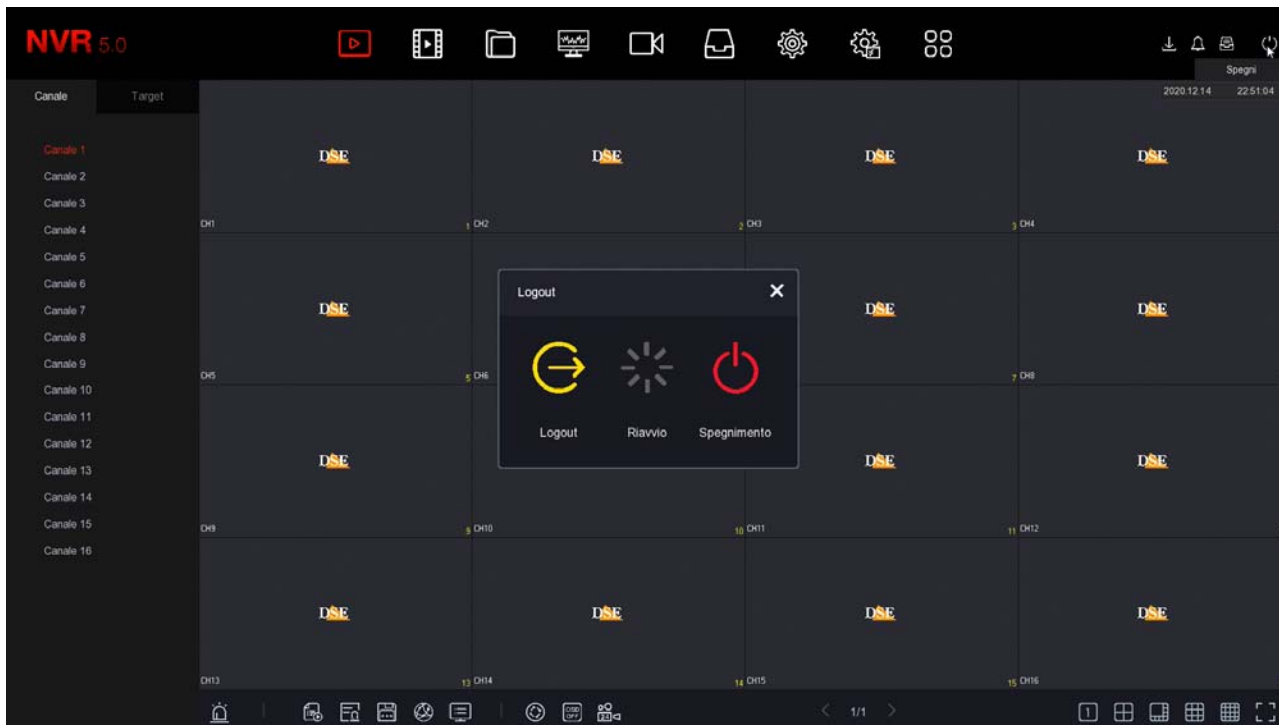 NVR 5.0
Spegni
Canale Target
2020.12.14 22:51:04
Canale 1
Canale 2
Canale 3
Canale 4
Canale 5
Canale 6
Canale 7
Canale 8
Canale 9
Canale 10
Canale 11
Canale 12
Canale 13
Canale 14
Canale 15
Canale 16
DSE DSE DSE DSE
CH1 1 CH2 2 CH3 3 CH4
DSE DSE DSE
CH5 5 CH6 7 CH8
Logout
Logout Riavvio Spegnimento
DSE DSE DSE
CH9 9 CH10 10 CH11 11 CH12
DSE DSE DSE DSE
CH13 13 CH14 14 CH15 15 CH16
OSD
OFF
24
1/1
1